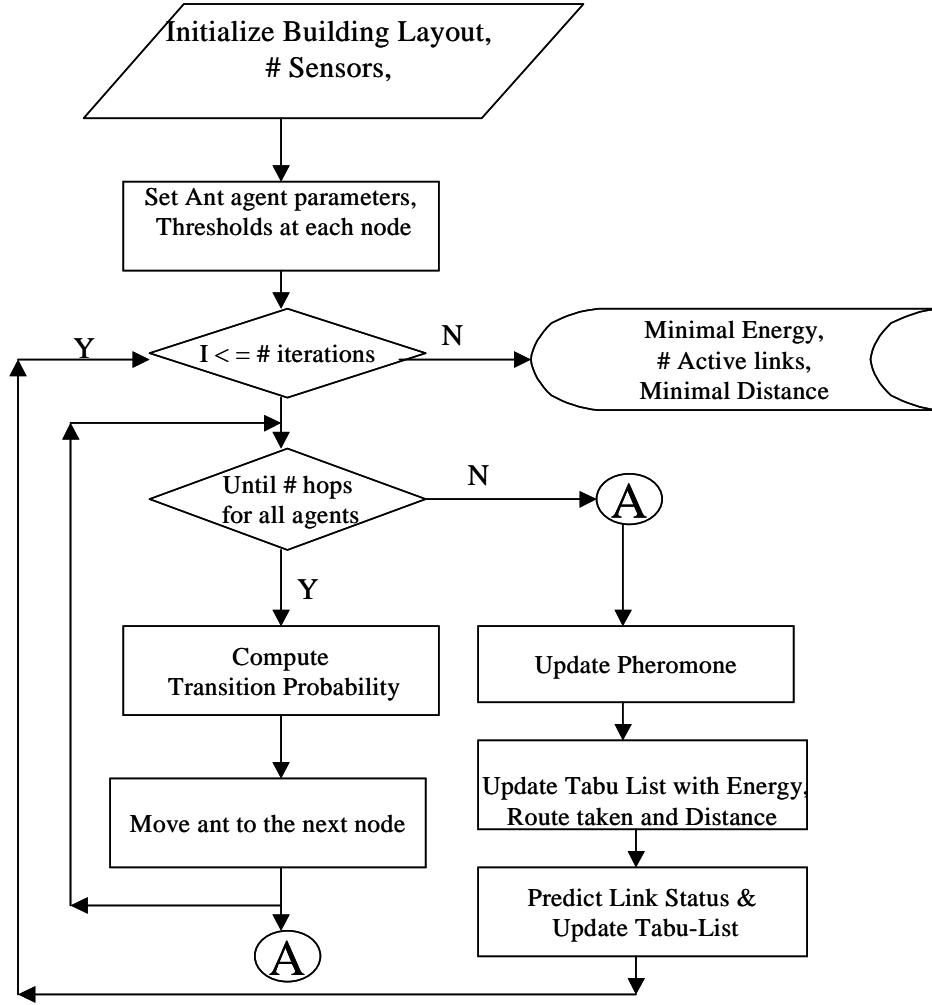 Initialize Building Layout,
# Sensors,
Set Ant agent parameters,
Thresholds at each node
Y
I < = # iterations
N
Minimal Energy,
# Active links,
Minimal Distance
Until # hops
for all agents
N
A
Y
Compute
Transition Probability
Update Pheromone
Move ant to the next node
Update Tabu List with Energy,
Route taken and Distance
Predict Link Status &
Update Tabu-List
A